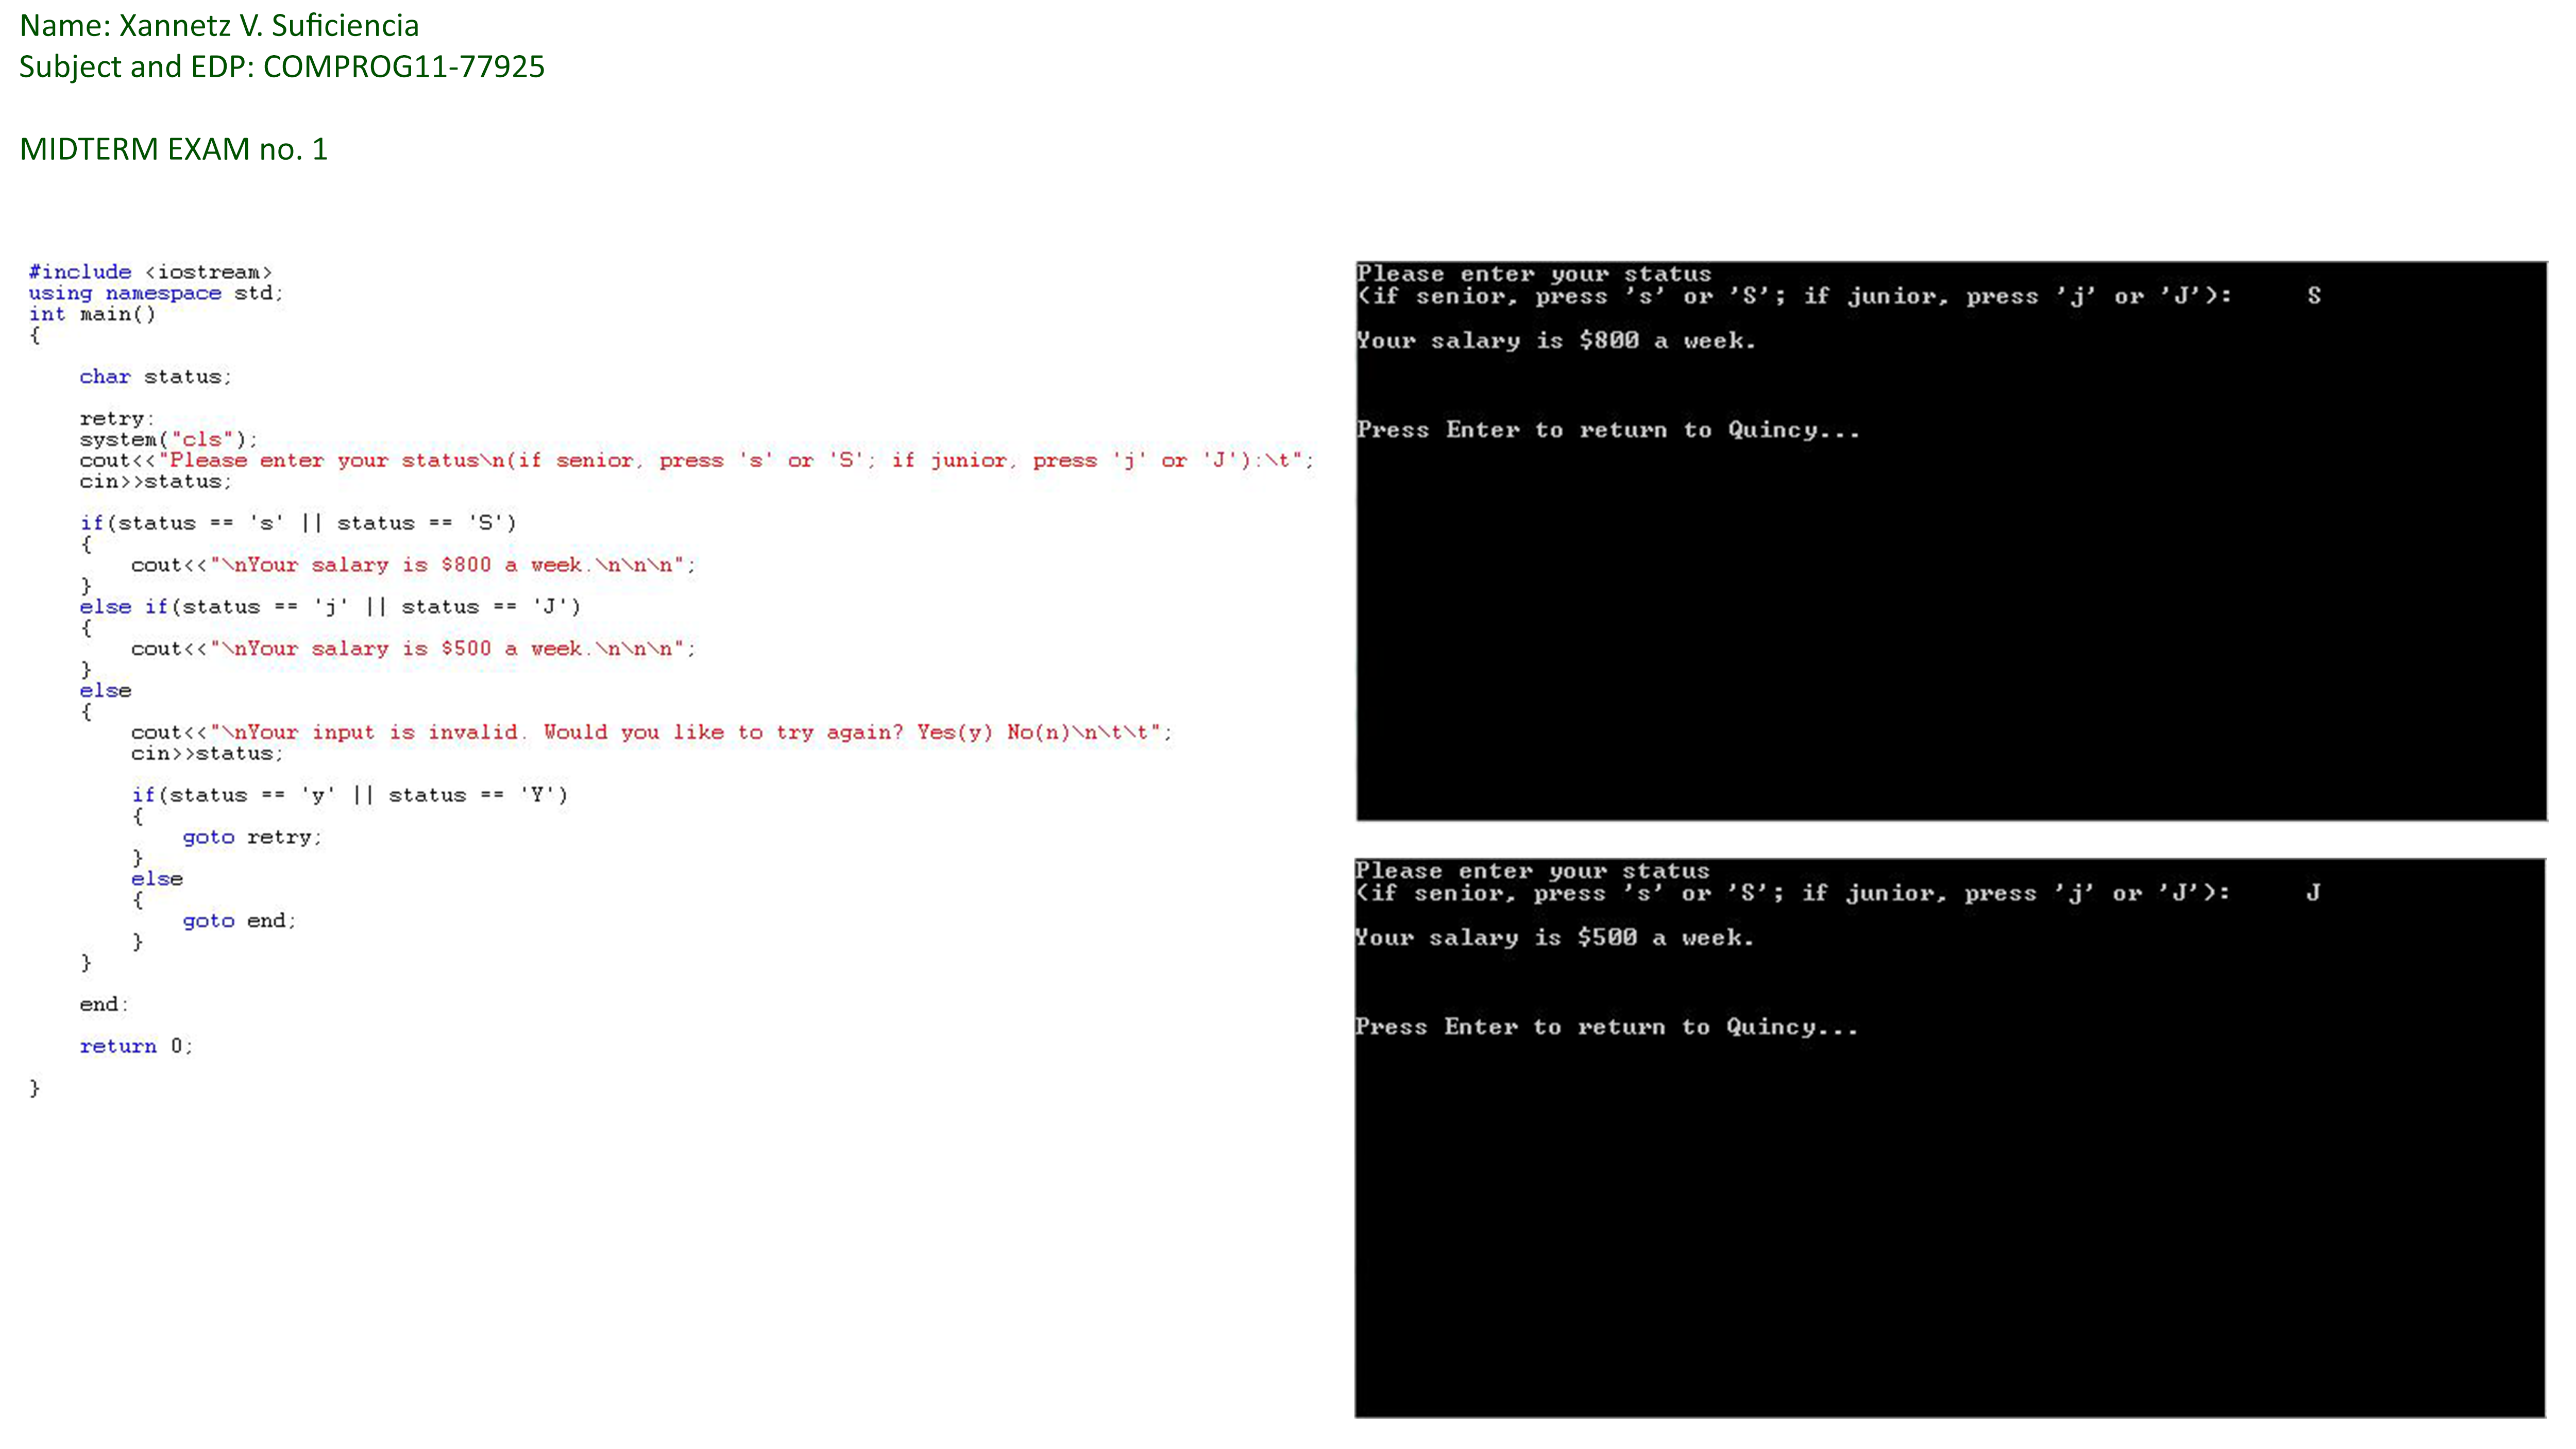 Name: Xannetz V. Suficiencia
Subject and EDP: COMPROG11-77925
MIDTERM EXAM no. 1
#include <iostream>
using namespace std;
int main()
{
char status;
retry:
system("cls");
cout<<"Please enter your status\n(if senior, press 's' or 'S'; if junior, press 'j' or 'J'):\t";
cin>>status;
if(status == 's' || status == 'S')
{
cout<<"\nYour salary is $800 a week.\n\n\n";
}
else if(status == 'j' || status == 'J')
{
cout<<"\nYour salary is $500 a week.\n\n\n";
}
else
{
cout<<"\nYour input is invalid. Would you like to try again? Yes(y) No(n)\n\t\t";
cin>>status;
if(status == 'y' || status == 'Y')
{
goto retry;
}
else
{
goto end;
}
}
end:
return 0;
}
Please enter your status
(if senior, press 's' or 'S'; if junior, press 'j' or 'J'): S
Your salary is $800 a week.
Press Enter to return to Quincy...
Please enter your status
(if senior, press 's' or 'S'; if junior, press 'j' or 'J'): J
Your salary is $500 a week.
Press Enter to return to Quincy...